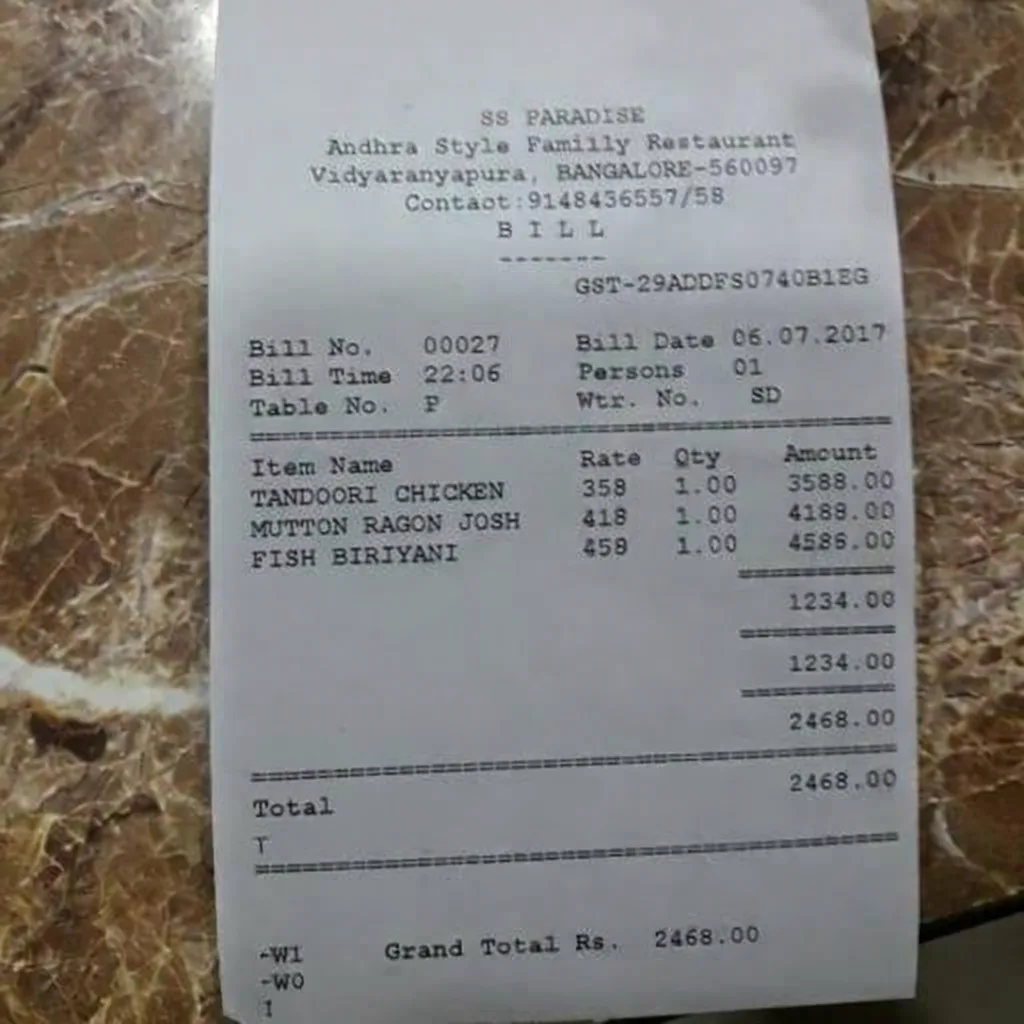 SS PARADISE
Andhra Style Familly Restaurant
Vidyaranyapura, BANGALORE-560097
Contact:9148436557/58
B I L L
-------
GST-29ADDFS0740B1EG
Bill No. 00027 Bill Date 06.07.2017
Bill Time 22:06 Persons 01
Table No. P Wtr. No. SD
Item Name Rate Qty Amount
TANDOORI CHICKEN 358 1.00 3588.00
MUTTON RAGON JOSH 418 1.00 4188.00
FISH BIRIYANI 458 1.00 4586.00
1234.00
1234.00
2468.00
Total 2468.00
T
-W1 Grand Total Rs. 2468.00
-W0
I